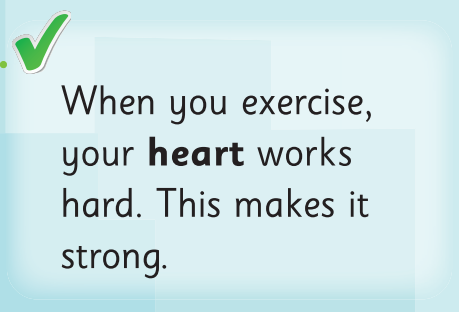 When you exercise,
your heart works
hard. This makes it
strong.